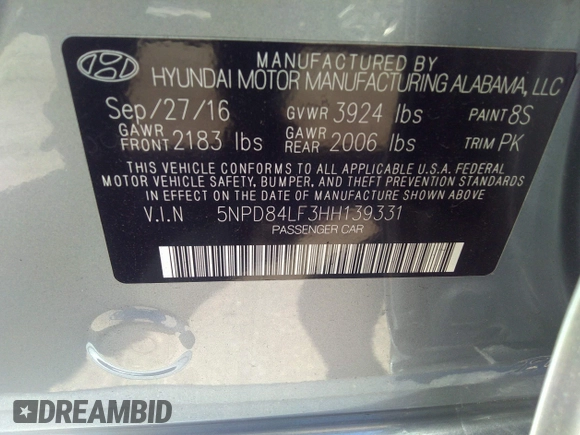 MANUFACTURED BY
HYUNDAI MOTOR MANUFACTURING ALABAMA, LLC
Sep/27/16 GVWR 3924 lbs PAINT 8S
GAWR FRONT 2183 lbs GAWR REAR 2006 lbs TRIM PK
THIS VEHICLE CONFORMS TO ALL APPLICABLE U.S.A. FEDERAL
MOTOR VEHICLE SAFETY, BUMPER, AND THEFT PREVENTION STANDARDS
IN EFFECT ON THE DATE OF MANUFACTURE SHOWN ABOVE.
V.I.N 5NPD84LF3HH139331
PASSENGER CAR
DREAMBID